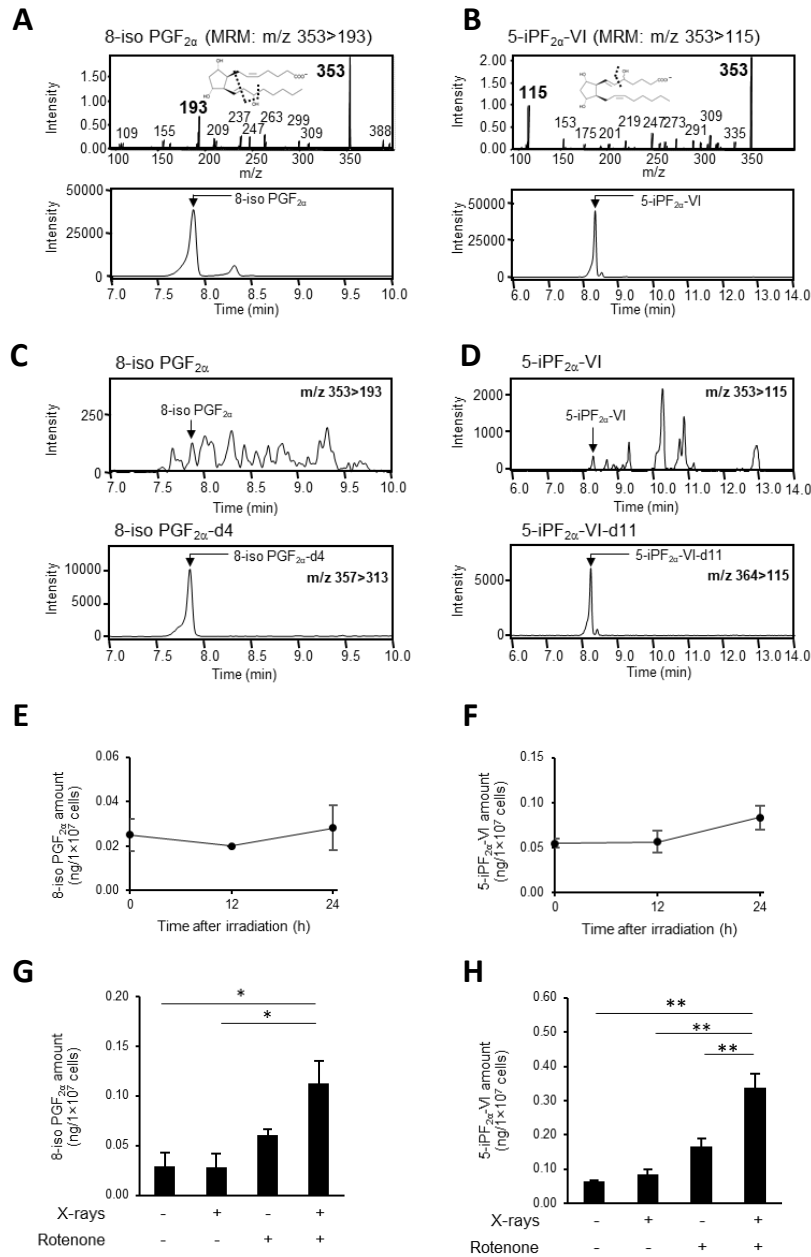 A
8-iso PGF2α (MRM: m/z 353>193)
Intensity
2.00
1.50
1.00
0.50
0.00
109
155
193
209
237
247
263
299
309
353
388
COO⁻
HO
HO
OH
100
150
200
250
300
350
m/z
Intensity
50000
25000
0
8-iso PGF2α
7.0 7.5 8.0 8.5 9.0 9.5 10.0
Time (min)
B
5-iPF2α-VI (MRM: m/z 353>115)
Intensity
2.00
1.50
1.00
0.50
0.00
115
153
175
201
219
247
273
291
309
335
353
OH
COO⁻
HO
HO
100
150
200
250
300
350
m/z
Intensity
50000
25000
0
5-iPF2α-VI
6.0 7.0 8.0 9.0 10.0 11.0 12.0 13.0 14.0
Time (min)
C
8-iso PGF2α
m/z 353>193
8-iso PGF2α
Intensity
250
0
7.0 7.5 8.0 8.5 9.0 9.5 10.0
Time (min)
8-iso PGF2α-d4
8-iso PGF2α-d4
m/z 357>313
Intensity
10000
5000
0
7.0 7.5 8.0 8.5 9.0 9.5 10.0
Time (min)
D
5-iPF2α-VI
m/z 353>115
5-iPF2α-VI
Intensity
2000
1000
0
6.0 7.0 8.0 9.0 10.0 11.0 12.0 13.0 14.0
Time (min)
5-iPF2α-VI-d11
5-iPF2α-VI-d11
m/z 364>115
Intensity
5000
0
6.0 7.0 8.0 9.0 10.0 11.0 12.0 13.0 14.0
Time (min)
E
8-iso PGF2α amount
(ng/1×10⁷ cells)
0.06
0.04
0.02
0.00
0 12 24
Time after irradiation (h)
F
5-iPF2α-VI amount
(ng/1×10⁷ cells)
0.15
0.10
0.05
0.00
0 12 24
Time after irradiation (h)
G
8-iso PGF2α amount
(ng/1×10⁷ cells)
0.20
0.15
0.10
0.05
0.00
*
*
X-rays - + - +
Rotenone - - + +
H
5-iPF2α-VI amount
(ng/1×10⁷ cells)
0.60
0.50
0.40
0.30
0.20
0.10
0.00
**
**
**
X-rays - + - +
Rotenone - - + +